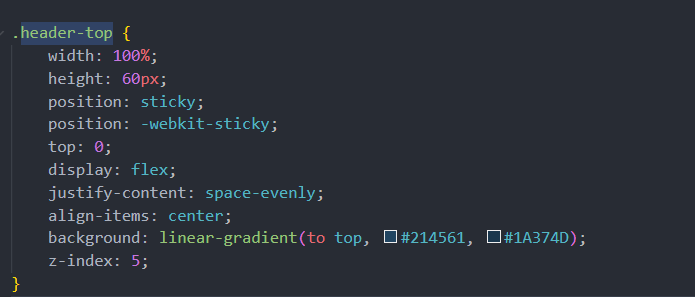 .header-top {
width: 100%;
height: 60px;
position: sticky;
position: -webkit-sticky;
top: 0;
display: flex;
justify-content: space-evenly;
align-items: center;
background: linear-gradient(to top, #214561, #1A374D);
z-index: 5;
}